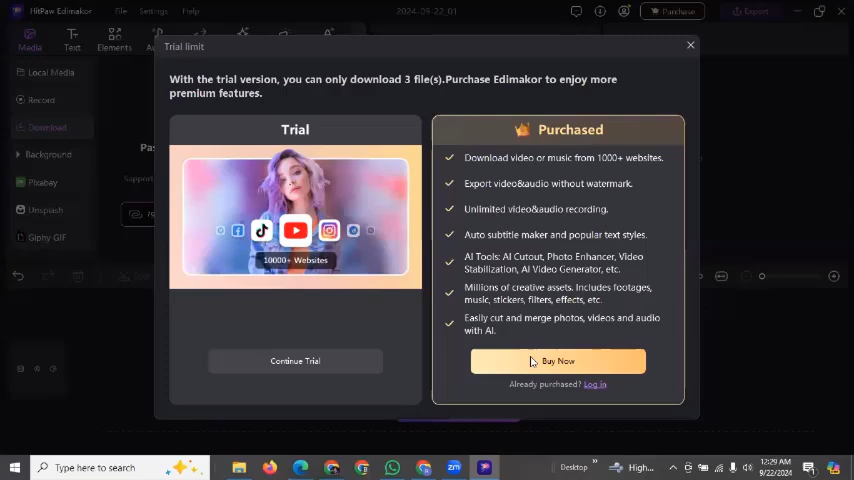 HitPaw Edimakor
File
Settings
Help
2024-09-22_01
Purchase
Export
Media
Text
Elements
Trial limit
Local Media
Record
Download
Background
Pixabay
Unsplash
Giphy GIF
With the trial version, you can only download 3 file(s).Purchase Edimakor to enjoy more
premium features.
Trial
10000+ Websites
Continue Trial
Purchased
Download video or music from 1000+ websites.
Export video&audio without watermark.
Unlimited video&audio recording.
Auto subtitle maker and popular text styles.
AI Tools: AI Cutout, Photo Enhancer, Video
Stabilization, AI Video Generator, etc.
Millions of creative assets. Includes footages,
music, stickers, filters, effects, etc.
Easily cut and merge photos, videos and audio
with AI.
Buy Now
Already purchased? Log in
Type here to search
Desktop
High...
12:29 AM
9/22/2024